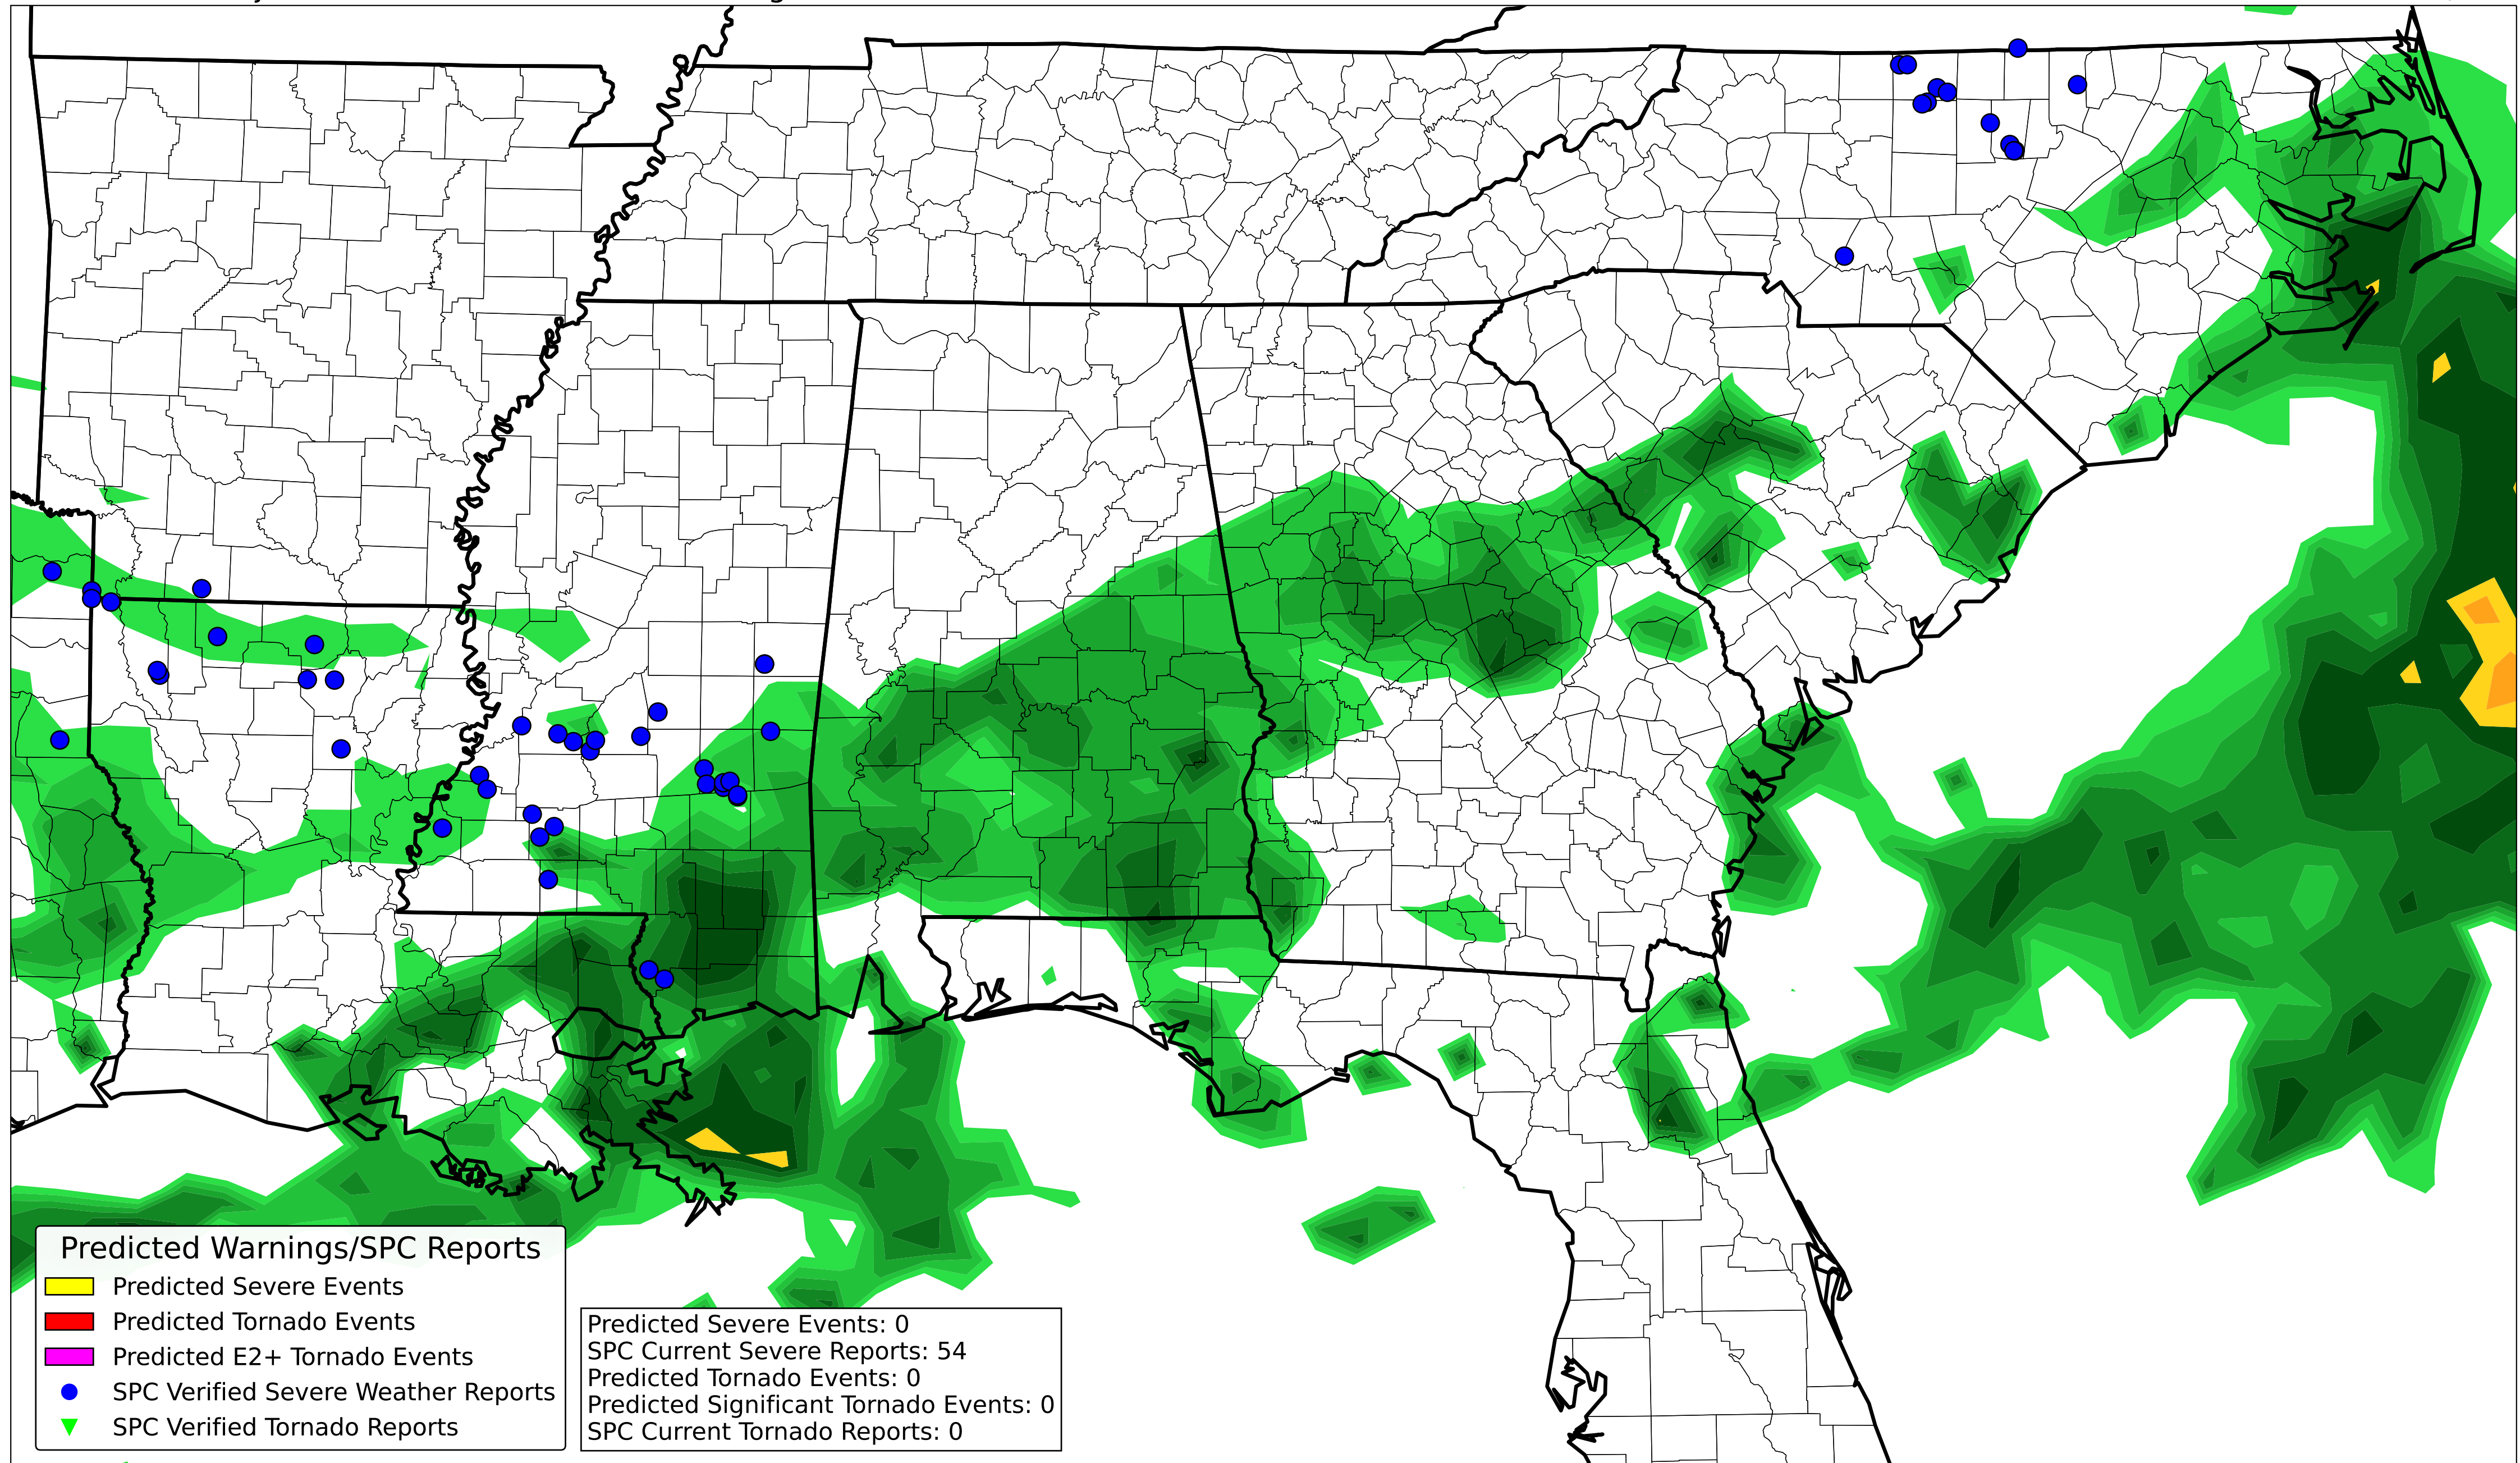 Predicted Warnings/SPC Reports
Predicted Severe Events
Predicted Tornado Events
Predicted E2+ Tornado Events
SPC Verified Severe Weather Reports
SPC Verified Tornado Reports
Predicted Severe Events: 0
SPC Current Severe Reports: 54
Predicted Tornado Events: 0
Predicted Significant Tornado Events: 0
SPC Current Tornado Reports: 0